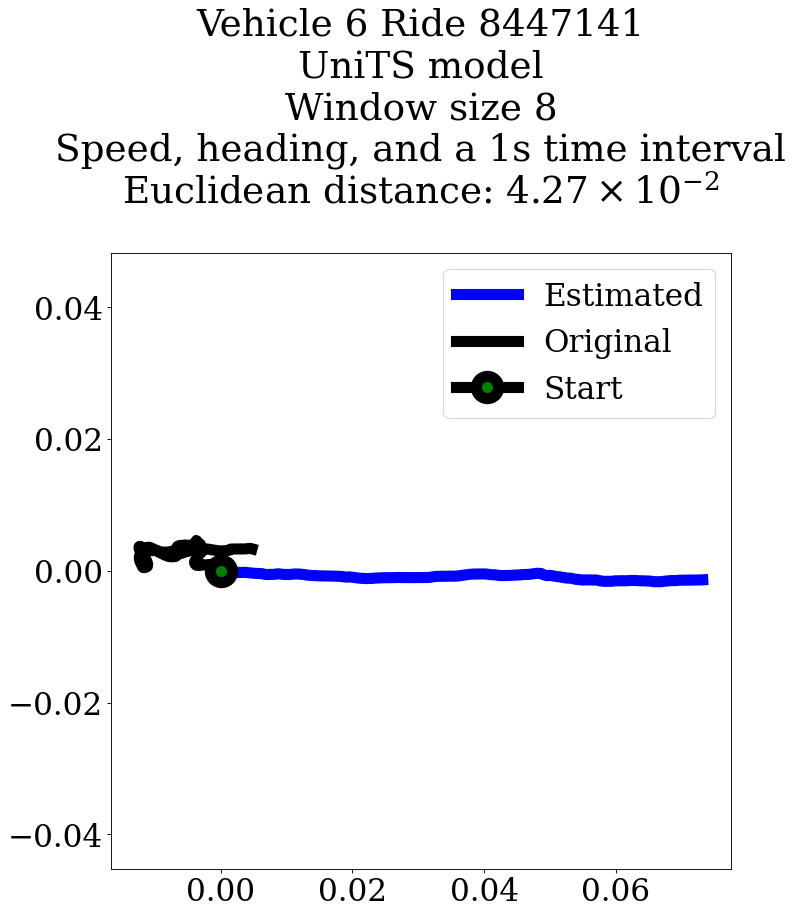 Vehicle 6 Ride 8447141
UniTS model
Window size 8
Speed, heading, and a 1s time interval
Euclidean distance: 4.27 × 10⁻²
Estimated
Original
Start
0.04
0.02
0.00
−0.02
−0.04
0.00 0.02 0.04 0.06